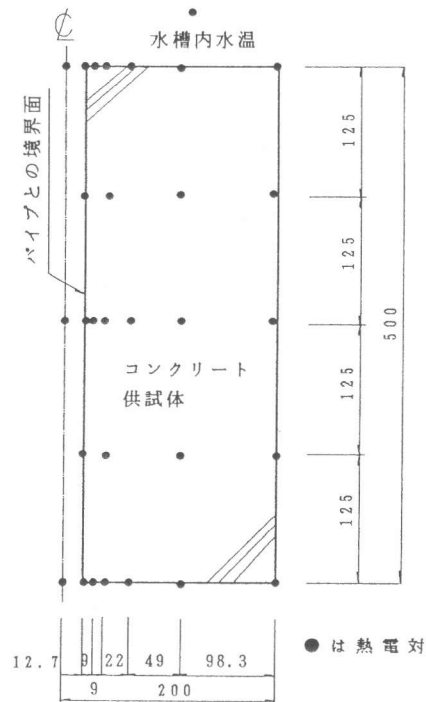 ℄
水槽内水温
パイプとの境界面
コンクリート
供試体
125
125
125
125
500
12.7 9 22 49 98.3
9 200
●は熱電対